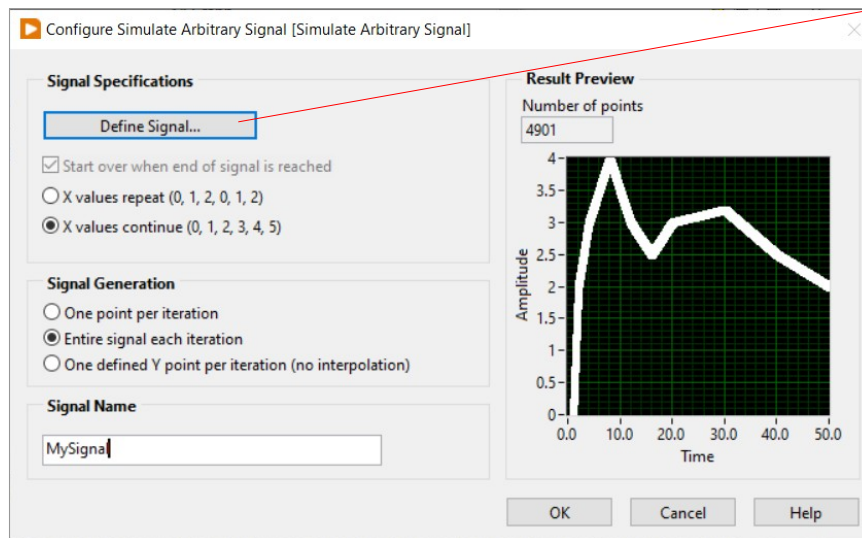 Configure Simulate Arbitrary Signal [Simulate Arbitrary Signal]
Signal Specifications
Define Signal...
Start over when end of signal is reached
X values repeat (0, 1, 2, 0, 1, 2)
X values continue (0, 1, 2, 3, 4, 5)
Signal Generation
One point per iteration
Entire signal each iteration
One defined Y point per iteration (no interpolation)
Signal Name
MySignal
Result Preview
Number of points
4901
Amplitude
4
3.5
3
2.5
2
1.5
1
0.5
0
0.0 10.0 20.0 30.0 40.0 50.0
Time
OK Cancel Help